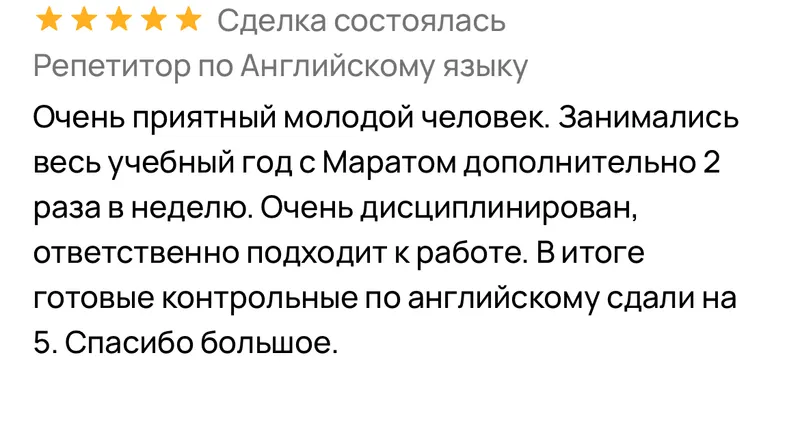 Сделка состоялась
Репетитор по Английскому языку
Очень приятный молодой человек. Занимались
весь учебный год с Маратом дополнительно 2
раза в неделю. Очень дисциплинирован,
ответственно подходит к работе. В итоге
готовые контрольные по английскому сдали на
5. Спасибо большое.